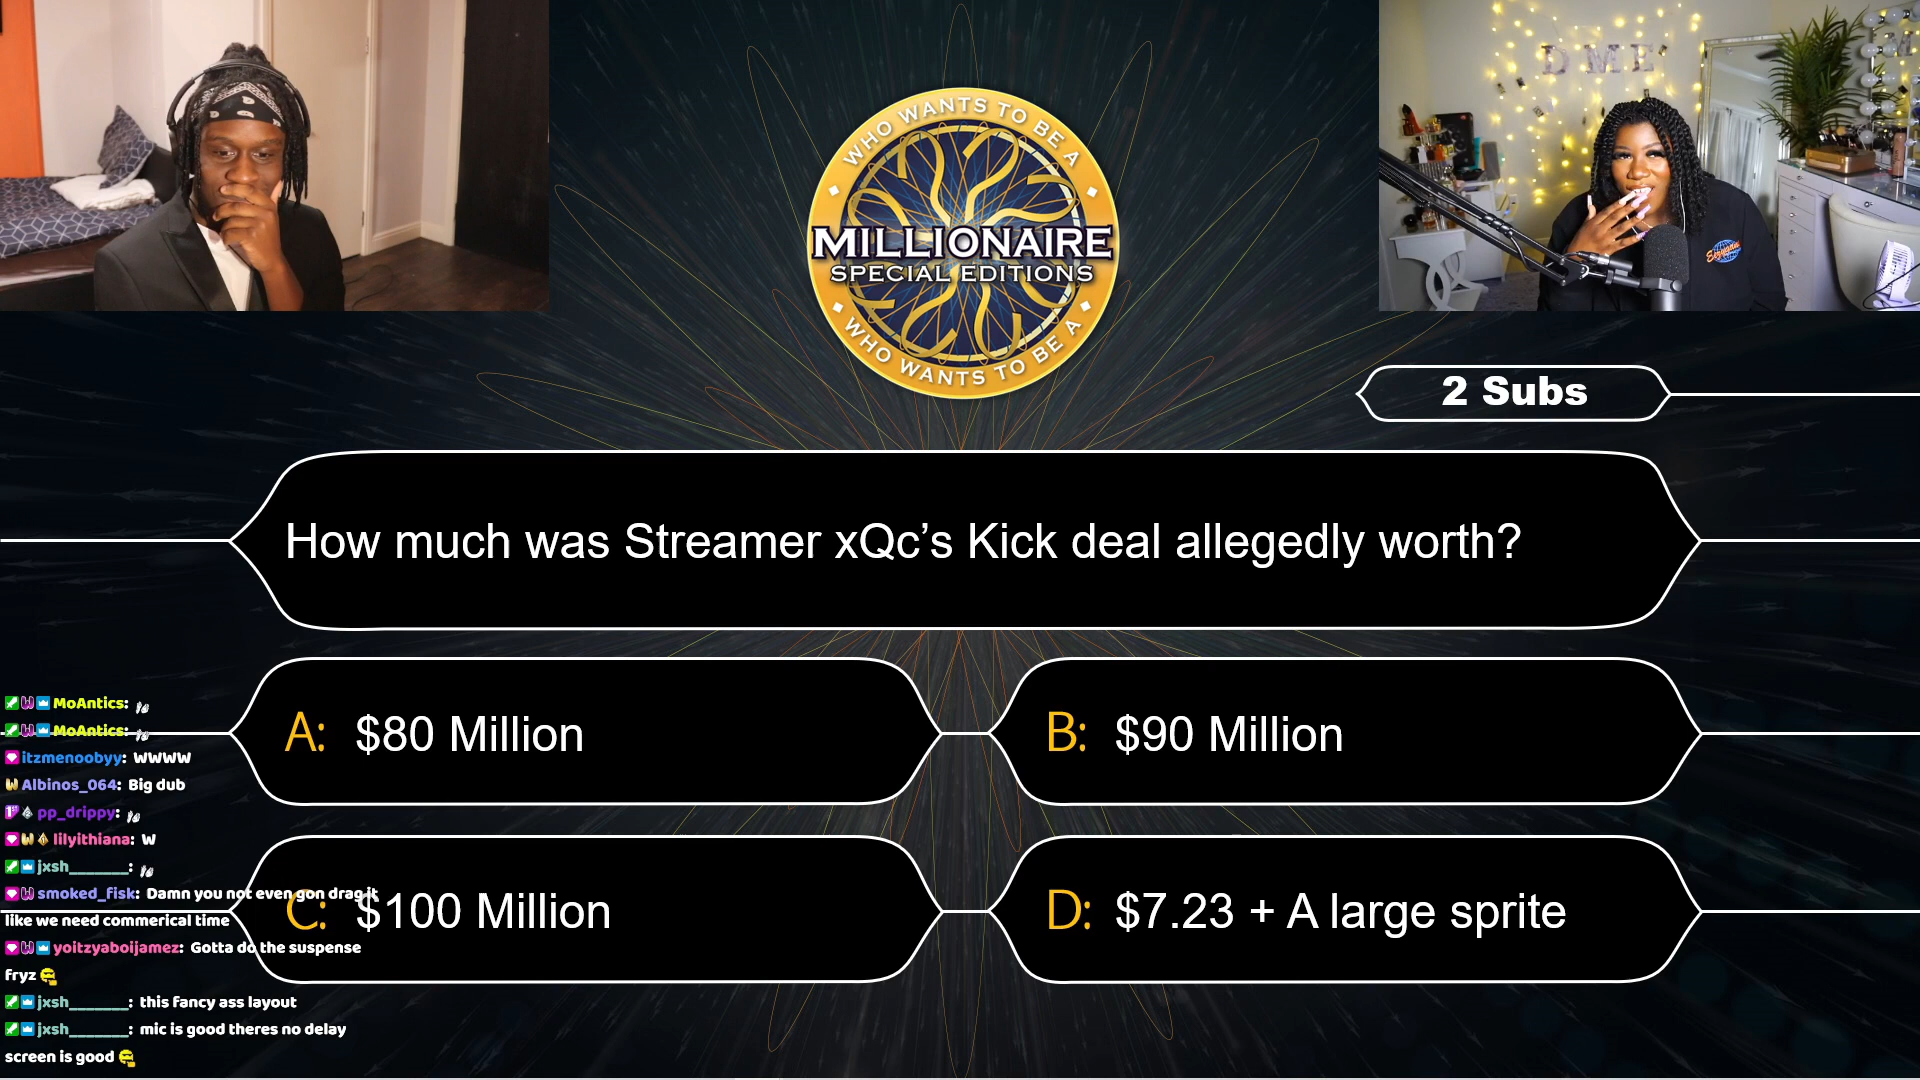 DME
WHO WANTS TO BE A
MILLIONAIRE
SPECIAL EDITIONS
WHO WANTS TO BE A
2 Subs
How much was Streamer xQc’s Kick deal allegedly worth?
A: $80 Million
B: $90 Million
C: $100 Million
D: $7.23 + A large sprite
MoAntics:
MoAntics:
itzmenoobyy: WWWW
Albinos_064: Big dub
pp_drippy:
lilyithiana: W
jxsh_______:
smoked_fisk: Damn you not even gon drag it
like we need commerical time
yoitzyaboijamez: Gotta do the suspense
fryz
jxsh_______: this fancy ass layout
jxsh_______: mic is good theres no delay
screen is good